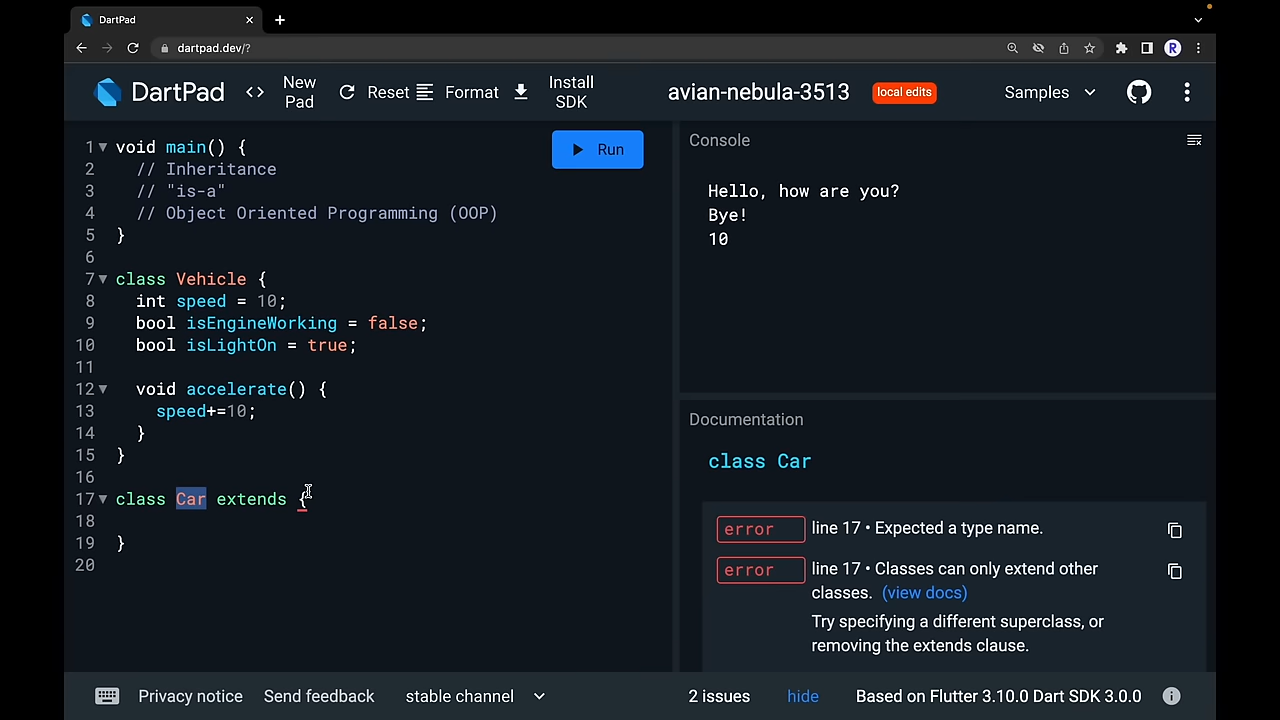 DartPad
dartpad.dev/?
R
DartPad
New Pad
Reset
Format
Install SDK
avian-nebula-3513
local edits
Samples
Run
1 void main() {
2 // Inheritance
3 // "is-a"
4 // Object Oriented Programming (OOP)
5 }
6
7 class Vehicle {
8 int speed = 10;
9 bool isEngineWorking = false;
10 bool isLightOn = true;
11
12 void accelerate() {
13 speed+=10;
14 }
15 }
16
17 class Car extends {
18
19 }
20
Console
Hello, how are you?
Bye!
10
Documentation
class Car
error line 17 • Expected a type name.
error line 17 • Classes can only extend other
classes. (view docs)
Try specifying a different superclass, or
removing the extends clause.
Privacy notice
Send feedback
stable channel
2 issues
hide
Based on Flutter 3.10.0 Dart SDK 3.0.0